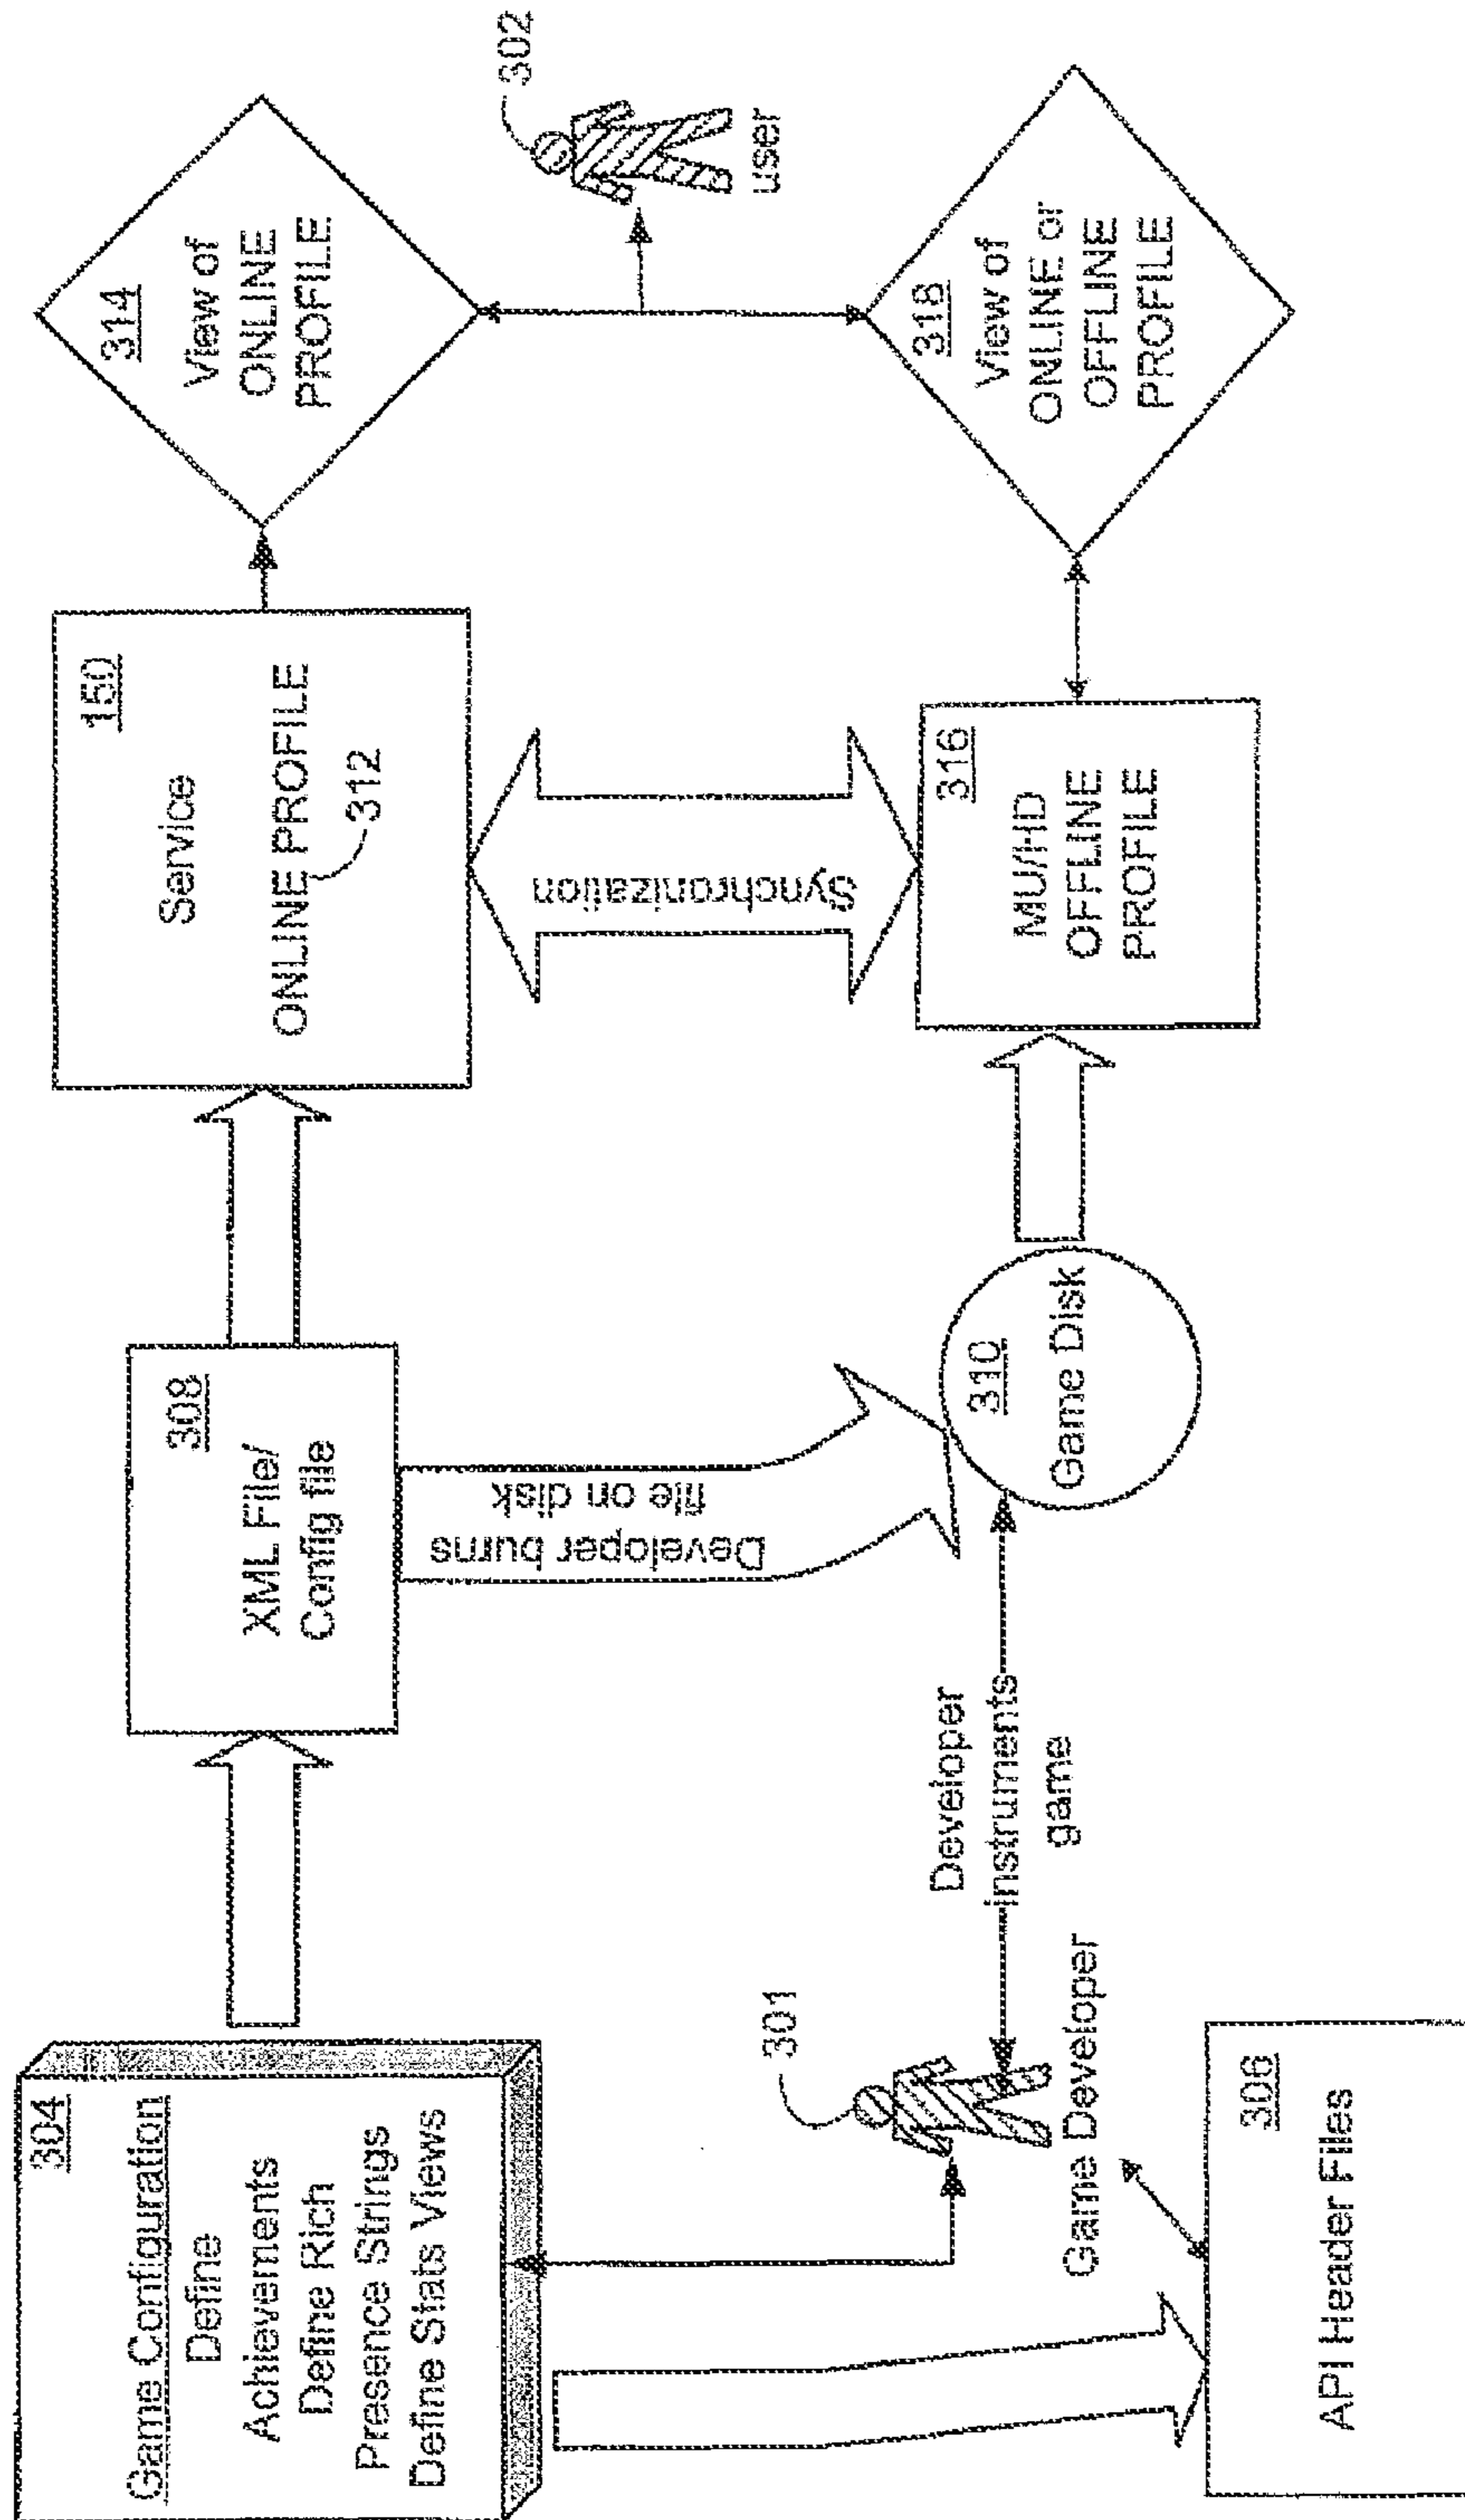 304
Game Configuration
Define
Achievements
Define Rich
Presence Strings
Define Stats Views
308
XML File/
Config file
150
Service
ONLINE PROFILE
312
314
View of
ONLINE
PROFILE
302
user
Synchronization
Developer burns
file on disk
301
Game Developer
Developer
instruments
game
310
Game Disk
316
MU/HD
OFFLINE
PROFILE
318
View of
ONLINE or
OFFLINE
PROFILE
306
API Header Files